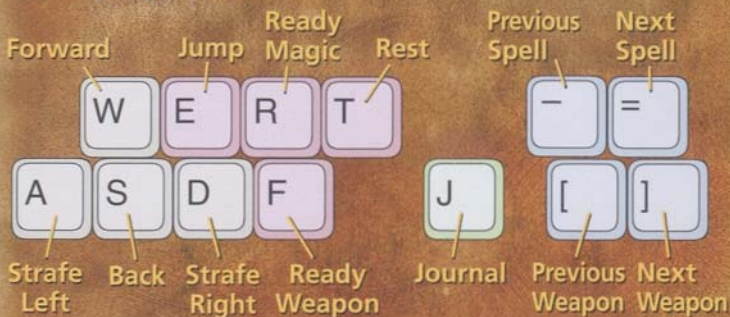 Forward
Jump
Ready
Magic
Rest
Previous
Spell
Next
Spell
W E R T
- =
A S D F
J
[ ]
Strafe
Left
Back
Strafe
Right
Ready
Weapon
Journal
Previous
Weapon
Next
Weapon